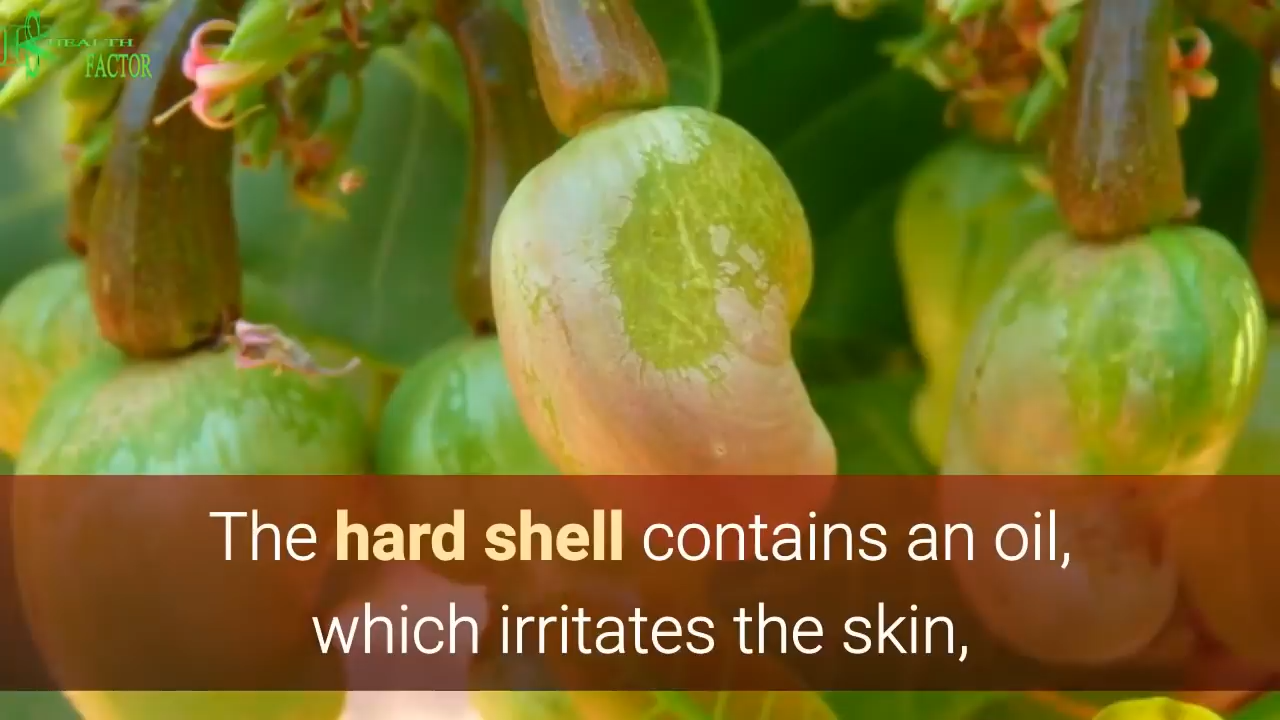 HEALTH
FACTOR
The hard shell contains an oil,
which irritates the skin,